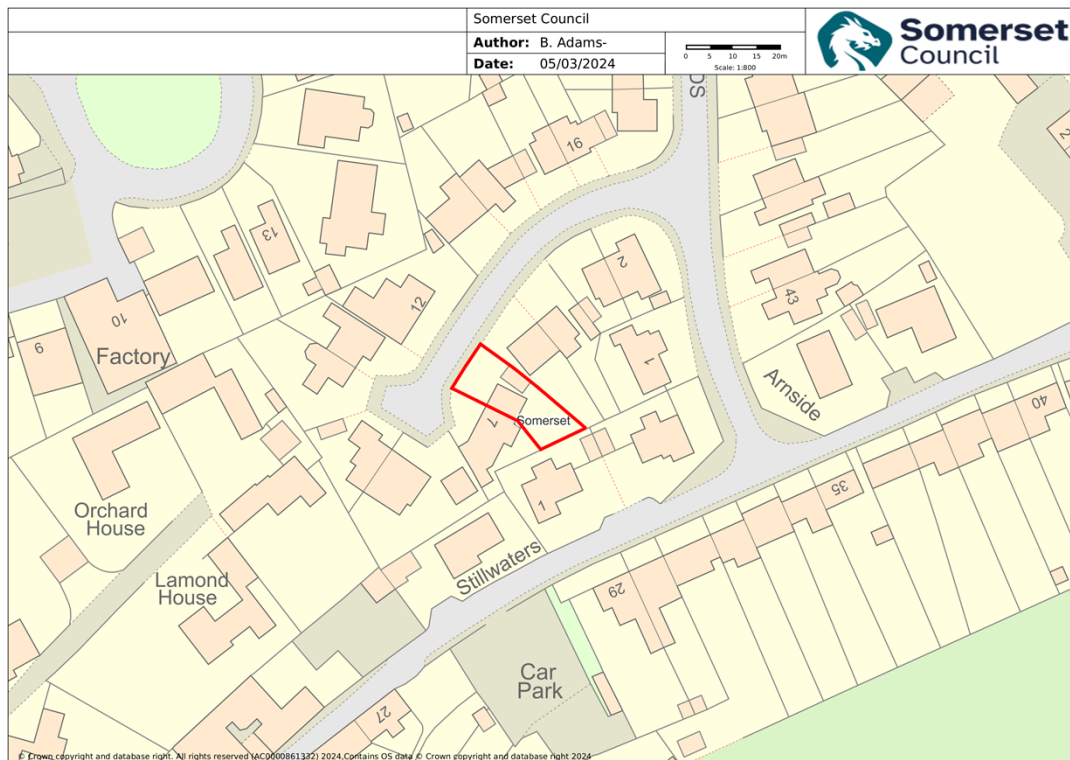 Somerset Council
Author: B. Adams-
Date: 05/03/2024
0 5 10 15 20m
Scale: 1:800
Somerset
Council
16
13
2
12
43
10
9
Factory
1
Arnside
7
Somerset
40
1
35
Orchard
House
Stillwaters
Lamond
House
29
Car
Park
27
© Crown copyright and database right. All rights reserved (AC0000861332) 2024,Contains OS data © Crown copyright and database right 2024